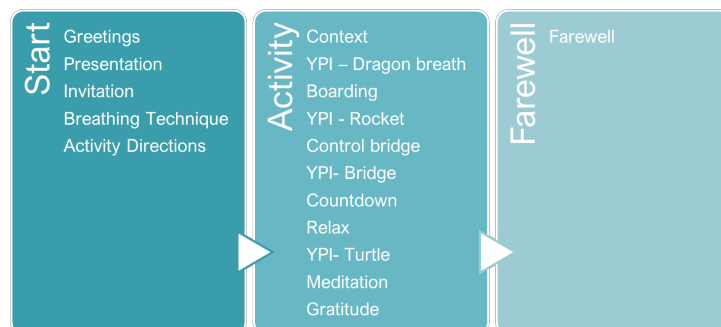 Start
Greetings
Presentation
Invitation
Breathing Technique
Activity Directions
Activity
Context
YPI – Dragon breath
Boarding
YPI - Rocket
Control bridge
YPI- Bridge
Countdown
Relax
YPI- Turtle
Meditation
Gratitude
Farewell
Farewell